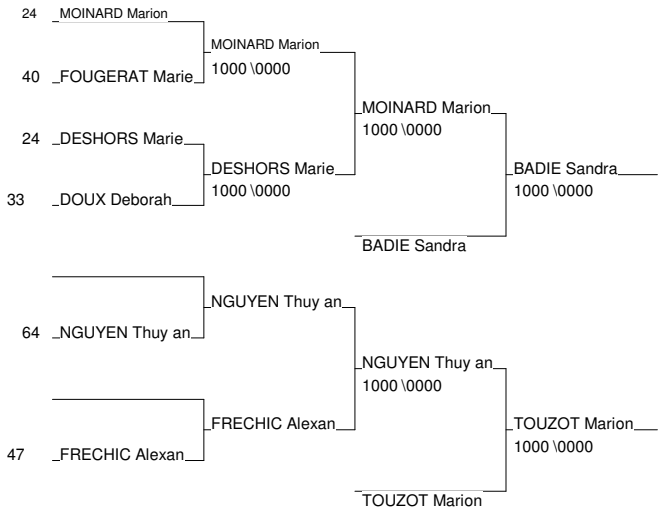 24 MOINARD Marion
MOINARD Marion
1000 \0000
40 FOUGERAT Marie
MOINARD Marion
1000 \0000
24 DESHORS Marie
DESHORS Marie
1000 \0000
BADIE Sandra
1000 \0000
33 DOUX Deborah
BADIE Sandra
NGUYEN Thuy an
64 NGUYEN Thuy an
NGUYEN Thuy an
1000 \0000
FRECHIC Alexan
TOUZOT Marion
1000 \0000
47 FRECHIC Alexan
TOUZOT Marion